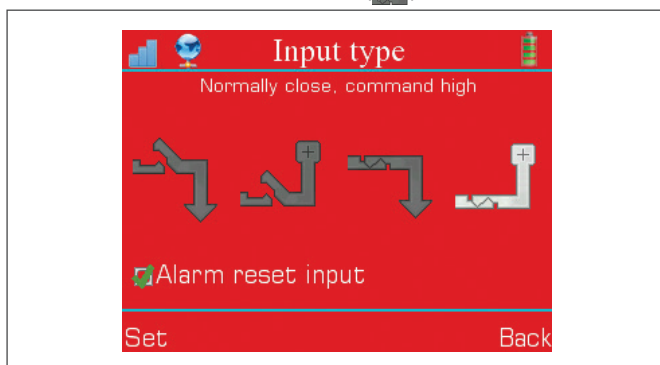 Input type
Normally close, command high
Alarm reset input
Set Back